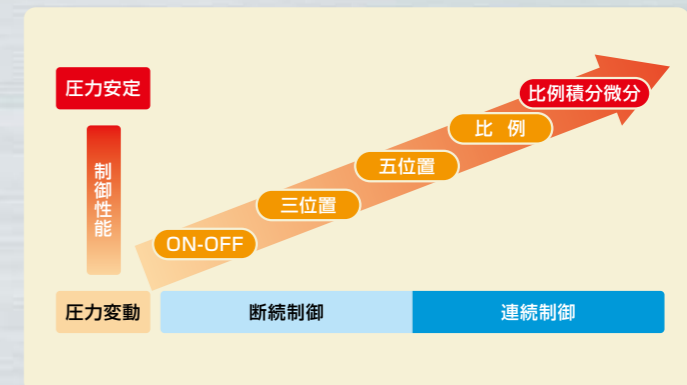 圧力安定
制御性能
圧力変動
ON-OFF
三位置
五位置
比 例
比例積分微分
断続制御
連続制御